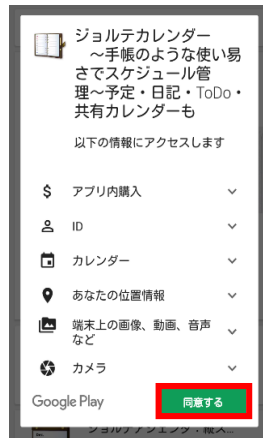 ジョルテカレンダー
～手帳のような使い易
さでスケジュール管
理～予定・日記・ToDo・
共有カレンダーも
以下の情報にアクセスします
アプリ内購入
ID
カレンダー
あなたの位置情報
端末上の画像、動画、音声
など
カメラ
Google Play
同意する